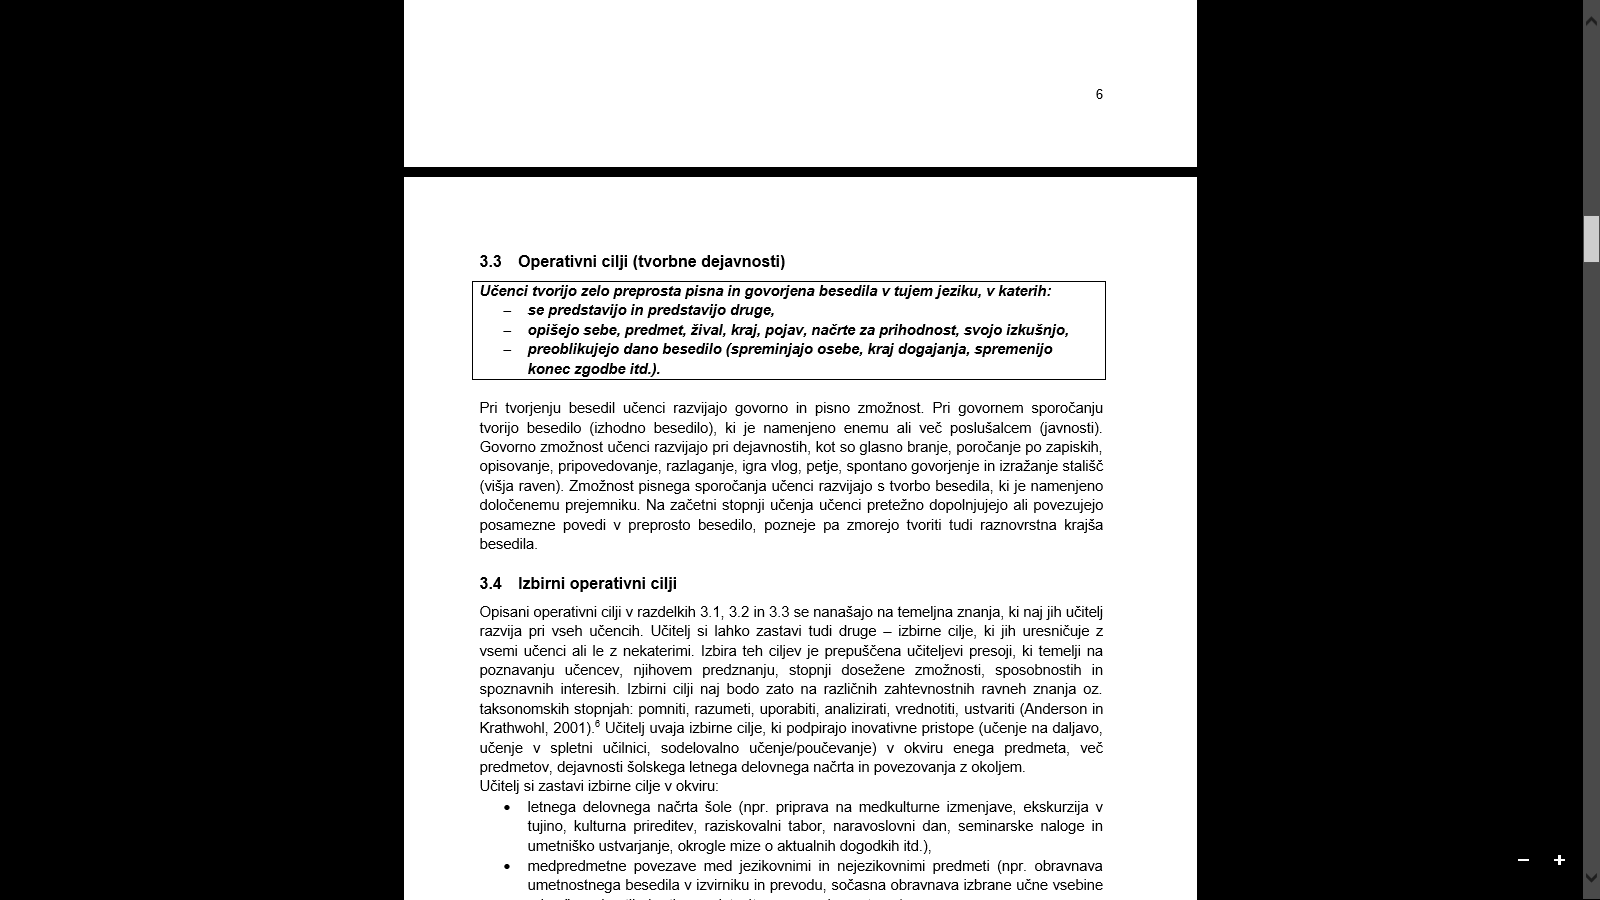 6
3.3 Operativni cilji (tvorbne dejavnosti)
Učenci tvorijo zelo preprosta pisna in govorjena besedila v tujem jeziku, v katerih:
– se predstavijo in predstavijo druge,
– opišejo sebe, predmet, žival, kraj, pojav, načrte za prihodnost, svojo izkušnjo,
– preoblikujejo dano besedilo (spreminjajo osebe, kraj dogajanja, spremenijo
konec zgodbe itd.).
Pri tvorjenju besedil učenci razvijajo govorno in pisno zmožnost. Pri govornem sporočanju
tvorijo besedilo (izhodno besedilo), ki je namenjeno enemu ali več poslušalcem (javnosti).
Govorno zmožnost učenci razvijajo pri dejavnostih, kot so glasno branje, poročanje po zapiskih,
opisovanje, pripovedovanje, razlaganje, igra vlog, petje, spontano govorjenje in izražanje stališč
(višja raven). Zmožnost pisnega sporočanja učenci razvijajo s tvorbo besedila, ki je namenjeno
določenemu prejemniku. Na začetni stopnji učenja učenci pretežno dopolnjujejo ali povezujejo
posamezne povedi v preprosto besedilo, pozneje pa zmorejo tvoriti tudi raznovrstna krajša
besedila.
3.4 Izbirni operativni cilji
Opisani operativni cilji v razdelkih 3.1, 3.2 in 3.3 se nanašajo na temeljna znanja, ki naj jih učitelj
razvija pri vseh učencih. Učitelj si lahko zastavi tudi druge – izbirne cilje, ki jih uresničuje z
vsemi učenci ali le z nekaterimi. Izbira teh ciljev je prepuščena učiteljevi presoji, ki temelji na
poznavanju učencev, njihovem predznanju, stopnji dosežene zmožnosti, sposobnostih in
spoznavnih interesih. Izbirni cilji naj bodo zato na različnih zahtevnostnih ravneh znanja oz.
taksonomskih stopnjah: pomniti, razumeti, uporabiti, analizirati, vrednotiti, ustvariti (Anderson in
Krathwohl, 2001).6 Učitelj uvaja izbirne cilje, ki podpirajo inovativne pristope (učenje na daljavo,
učenje v spletni učilnici, sodelovalno učenje/poučevanje) v okviru enega predmeta, več
predmetov, dejavnosti šolskega letnega delovnega načrta in povezovanja z okoljem.
Učitelj si zastavi izbirne cilje v okviru:
• letnega delovnega načrta šole (npr. priprava na medkulturne izmenjave, ekskurzija v
tujino, kulturna prireditev, raziskovalni tabor, naravoslovni dan, seminarske naloge in
umetniško ustvarjanje, okrogle mize o aktualnih dogodkih itd.),
• medpredmetne povezave med jezikovnimi in nejezikovnimi predmeti (npr. obravnava
umetnostnega besedila v izvirniku in prevodu, sočasna obravnava izbrane učne vsebine